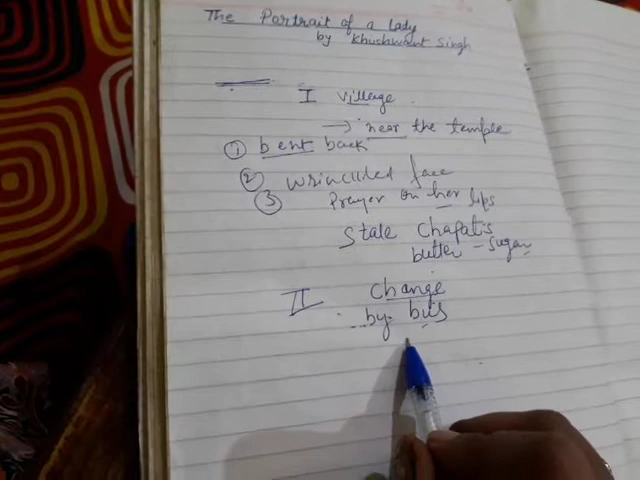 The Portrait of a lady
by Khushwant Singh
I village
→ near the temple
① bent back
② wrinculed face
③ Prayer on her lips
Stale Chapatis
butter - sugar
II Change
by bus